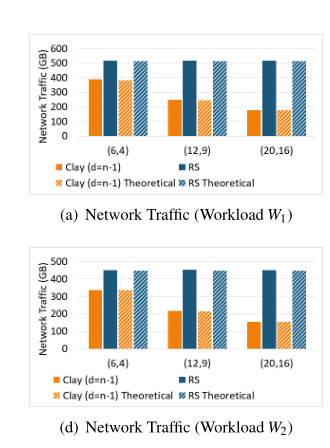 Network Traffic (GB)
600
500
400
300
200
100
0
(6,4) (12,9) (20,16)
Clay (d=n-1) RS
Clay (d=n-1) Theoretical RS Theoretical
(a) Network Traffic (Workload W1)
Network Traffic (GB)
500
400
300
200
100
0
(6,4) (12,9) (20,16)
Clay (d=n-1) RS
Clay (d=n-1) Theoretical RS Theoretical
(d) Network Traffic (Workload W2)